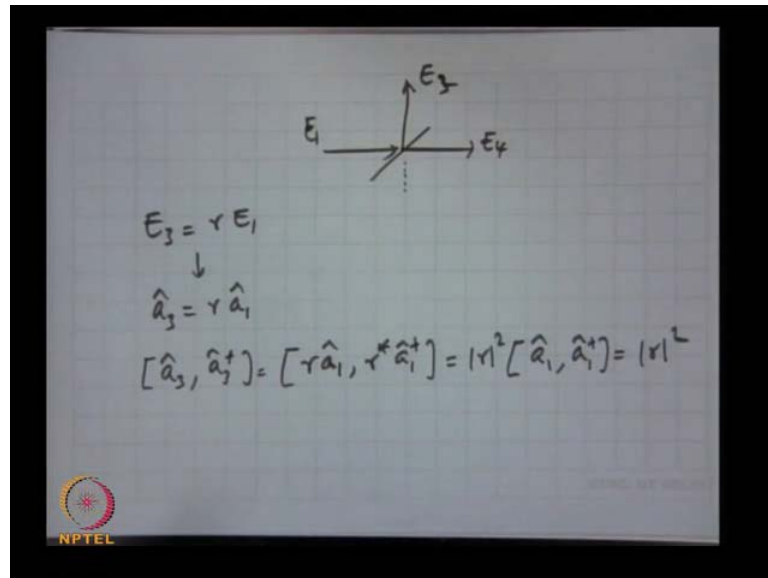 E₃
E₁
E₄
E₃ = r E₁
↓
â₃ = r â₁
[â₃, â₃†] = [r â₁, r* â₁†] = |r|² [â₁, â₁†] = |r|²
NPTEL